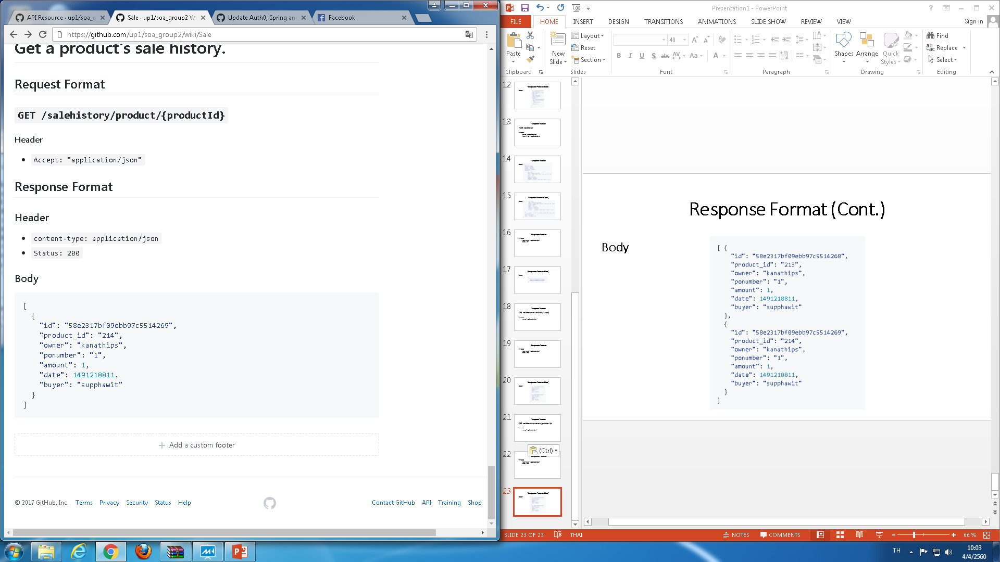 API Resource · up1/soa_g
Sale · up1/soa_group2 Wi
Update Auth0, Spring an
Facebook
https://github.com/up1/soa_group2/wiki/Sale
Get a product's sale history.
Request Format
GET /salehistory/product/{productId}
Header
Accept: "application/json"
Response Format
Header
content-type: application/json
Status: 200
Body
[
{
"id": "58e2317bf09ebb97c5514269",
"product_id": "214",
"owner": "kanathips",
"ponumber": "1",
"amount": 1,
"date": 1491218811,
"buyer": "supphawit"
}
]
Add a custom footer
© 2017 GitHub, Inc. Terms Privacy Security Status Help
Contact GitHub API Training Shop
Presentation1 - PowerPoint
FILE HOME INSERT DESIGN TRANSITIONS ANIMATIONS SLIDE SHOW REVIEW VIEW Sign in
Paste
Clipboard
New Slide
Layout
Reset
Section
Slides
48
B I U S abc AV Aa A
Font
Paragraph
Shapes
Arrange
Quick Styles
Drawing
Find
Replace
Select
Editing
12
13
14
15
16
17
18
19
20
21
22
(Ctrl)
23
Response Format (Cont.)
Body
[ {
"id": "58e2317bf09ebb97c5514268",
"product_id": "213",
"owner": "kanathips",
"ponumber": "1",
"amount": 1,
"date": 1491218811,
"buyer": "supphawit"
},
{
"id": "58e2317bf09ebb97c5514269",
"product_id": "214",
"owner": "kanathips",
"ponumber": "1",
"amount": 1,
"date": 1491218811,
"buyer": "supphawit"
}
]
SLIDE 23 OF 23 THAI NOTES COMMENTS 66 %
TH
10:03
4/4/2560